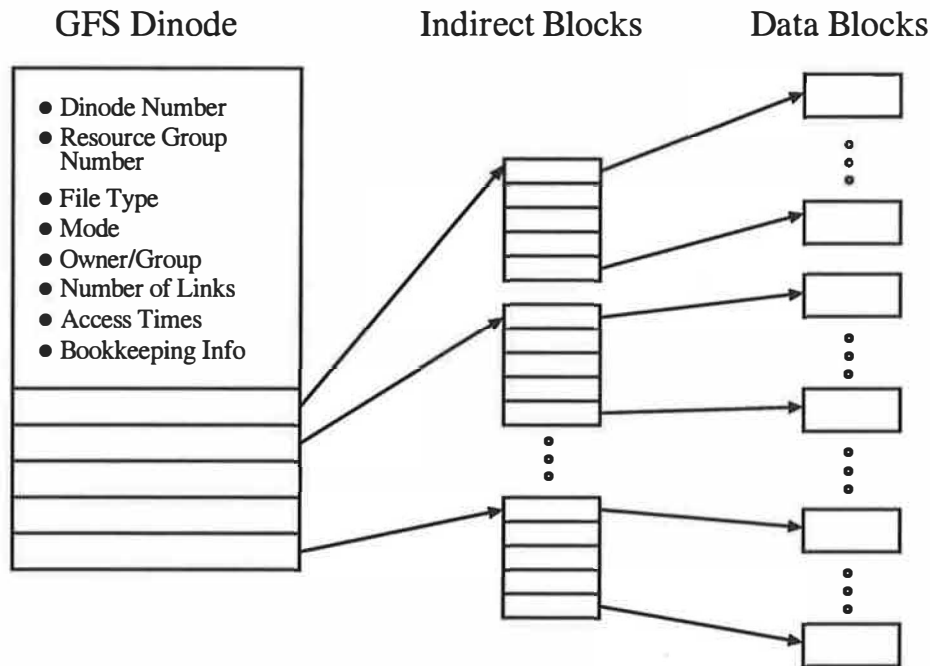 GFS Dinode
Indirect Blocks
Data Blocks
● Dinode Number
● Resource Group
Number
● File Type
● Mode
● Owner/Group
● Number of Links
● Access Times
● Bookkeeping Info